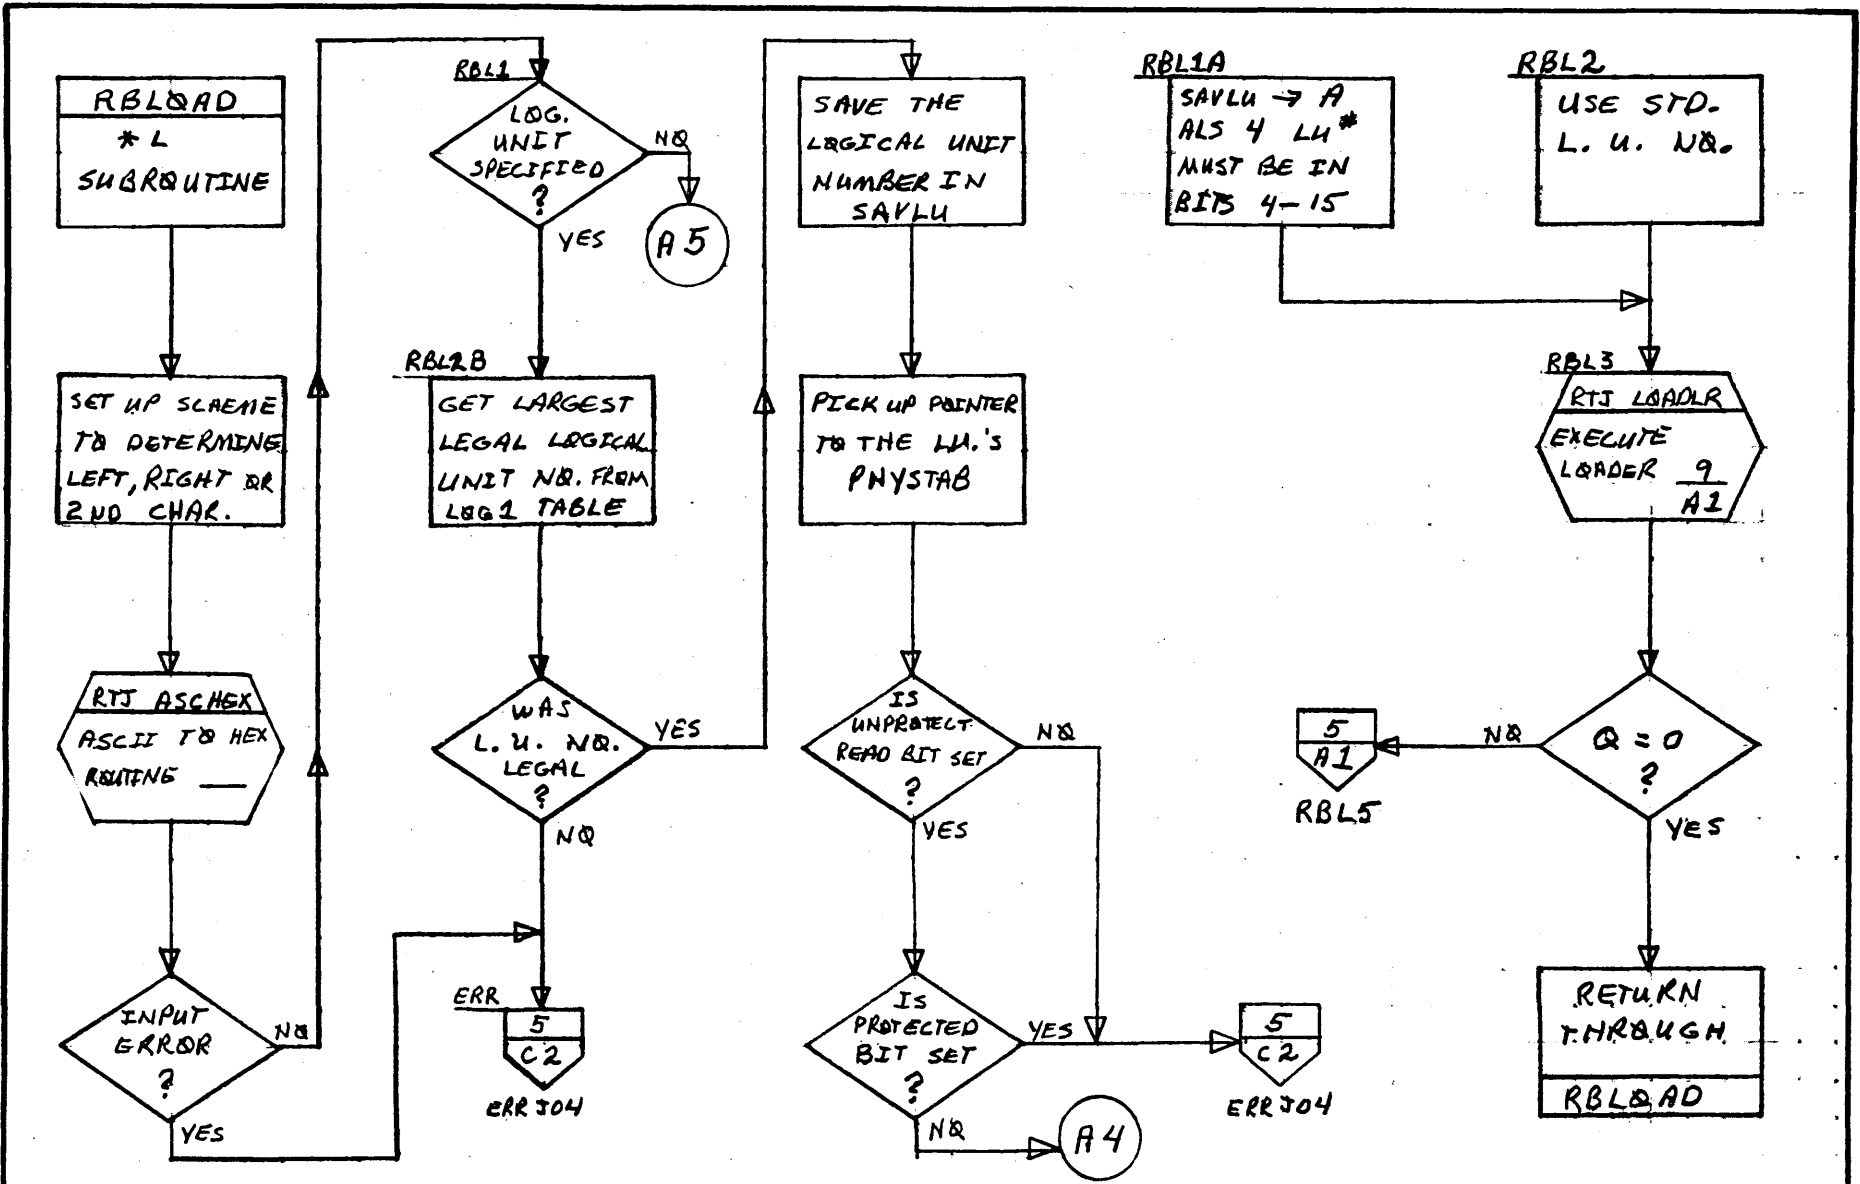 RBLOAD
* L
SUBROUTINE
SET UP SCHEME
TO DETERMINE
LEFT, RIGHT OR
2ND CHAR.
RTJ ASCHEX
ASCII TO HEX
ROUTINE
INPUT
ERROR
?
NO
YES
RBL1
LOG.
UNIT
SPECIFIED
?
NO
A5
YES
RBL2B
GET LARGEST
LEGAL LOGICAL
UNIT NO. FROM
LOG1 TABLE
WAS
L. U. NO.
LEGAL
?
YES
NO
ERR
5
C2
ERRJ04
SAVE THE
LOGICAL UNIT
NUMBER IN
SAVLU
PICK UP POINTER
TO THE LU.'S
PHYSTAB
IS
UNPROTECT
READ BIT SET
?
NO
YES
IS
PROTECTED
BIT SET
?
YES
NO
A4
5
C2
ERRJ04
RBL1A
SAVLU → A
ALS 4 LU#
MUST BE IN
BITS 4-15
RBL2
USE STD.
L. U. NO.
RBL3
RTJ LOADLR
EXECUTE
LOADER 9
A1
Q = 0
?
NO
5
A1
RBL5
YES
RETURN
THROUGH
RBLOAD